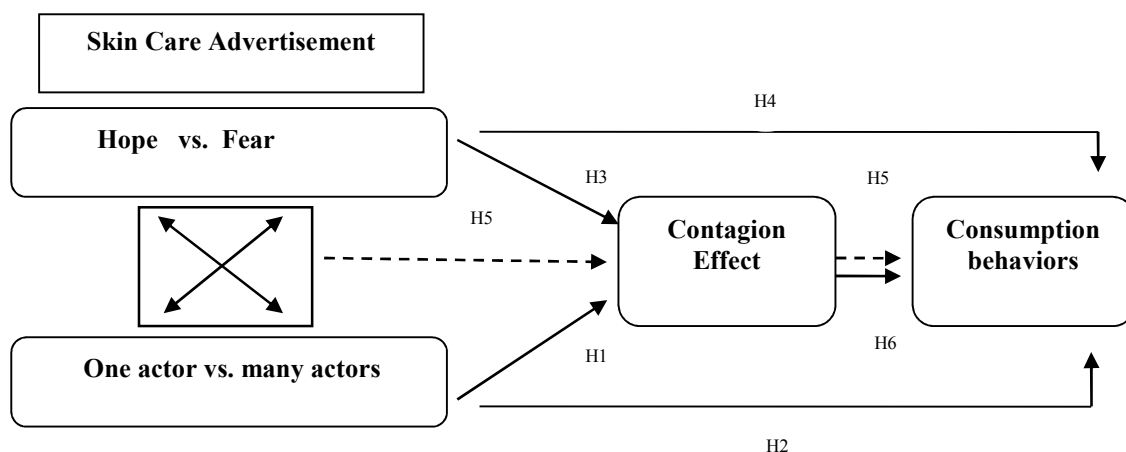 Skin Care Advertisement
H4
Hope vs. Fear
H3
H5
H5
Contagion
Effect
Consumption
behaviors
H1
H6
One actor vs. many actors
H2